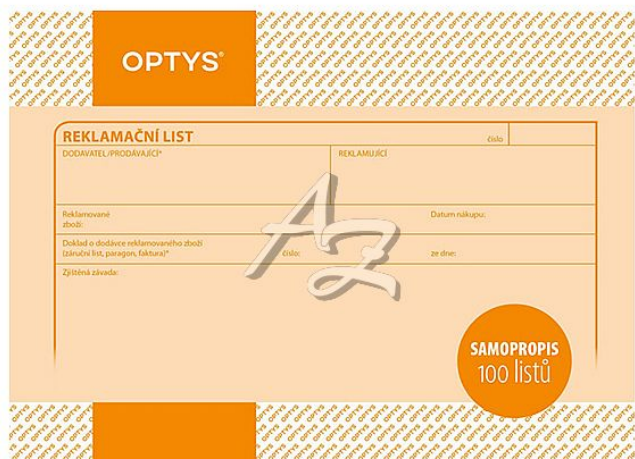 OPTYS®
REKLAMAČNÍ LIST
číslo
DODAVATEL/PRODÁVAJÍCÍ*
REKLAMUJÍCÍ
Reklamované
zboží:
Datum nákupu:
Doklad o dodávce reklamovaného zboží
(záruční list, paragon, faktura)*
číslo:
ze dne:
Zjištěná závada:
AZ
SAMOPROPIS
100 listů